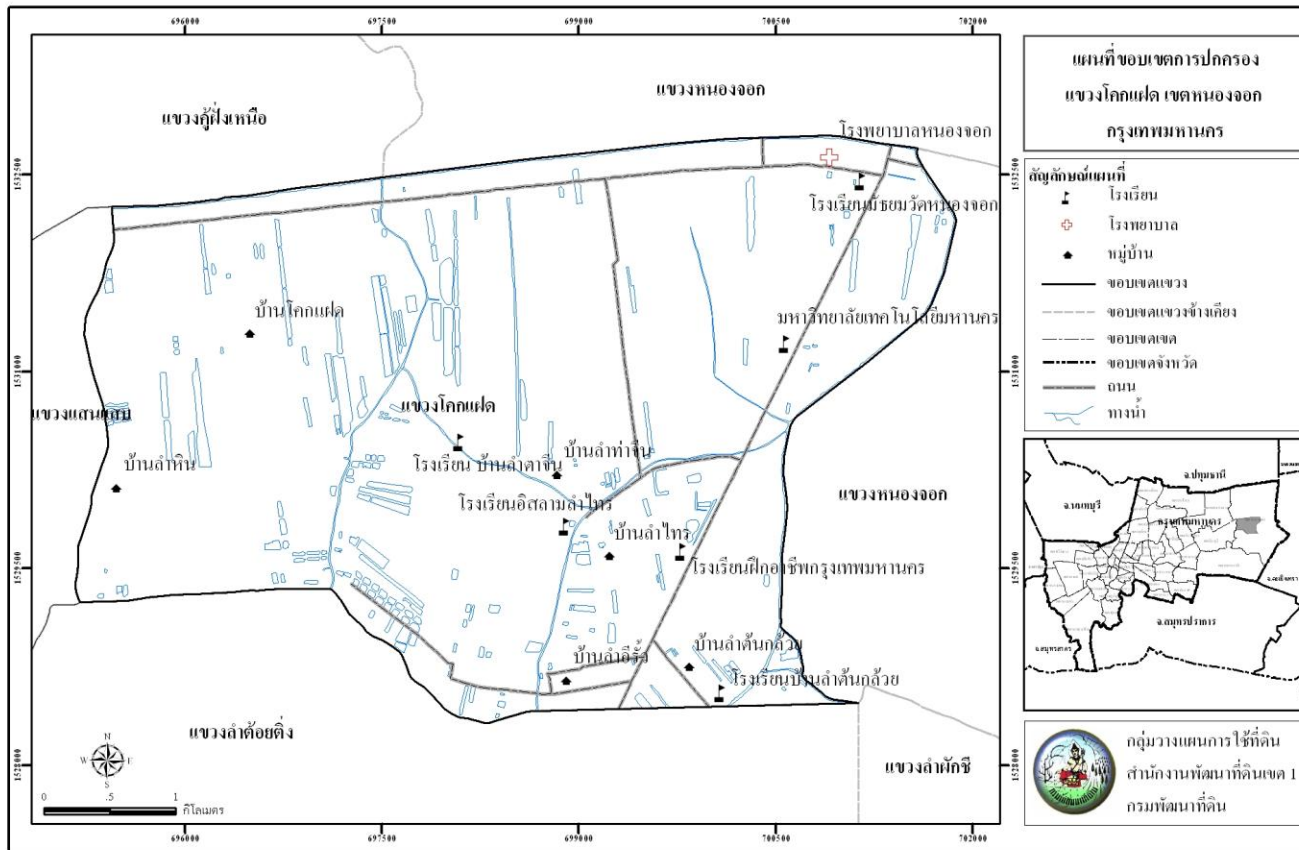 696000 697500 699000 700500 702000
แผนที่ขอบเขตการปกครอง
แขวงโคกแฝด เขตหนองจอก
กรุงเทพมหานคร
แขวงหนองจอก
แขวงคู้ฝั่งเหนือ
โรงพยาบาลหนองจอก
1532500 1532500
โรงเรียนมัธยมวัดหนองจอก
สัญลักษณ์แผนที่
โรงเรียน
โรงพยาบาล
หมู่บ้าน
ขอบเขตแขวง
ขอบเขตแขวงข้างเคียง
ขอบเขตเขต
ขอบเขตจังหวัด
ถนน
ทางน้ำ
บ้านโคกแฝด
มหาวิทยาลัยเทคโนโลยีมหานคร
1531000 1531000
แขวงแสนแสบ
แขวงโคกแฝด
บ้านลำหิน
โรงเรียน บ้านลำตาจีน
บ้านลำท่าจีน
แขวงหนองจอก
โรงเรียนอิสลามลำไทร
บ้านลำไทร
1529500 1529500
โรงเรียนฝึกอาชีพกรุงเทพมหานคร
บ้านลำอีรั้ว
บ้านลำต้นกล้วย
โรงเรียนบ้านลำต้นกล้วย
แขวงลำต้อยติ่ง
แขวงลำผักชี
1528000 1528000
N
W E
S
0 .5 1
กิโลเมตร
696000 697500 699000 700500 702000
จ.ปทุมธานี
จ.นนทบุรี
กรุงเทพมหานคร
จ.ฉะเชิงเทรา
จ.สมุทรปราการ
จ.สมุทรสาคร
กลุ่มวางแผนการใช้ที่ดิน
สำนักงานพัฒนาที่ดินเขต 1
กรมพัฒนาที่ดิน